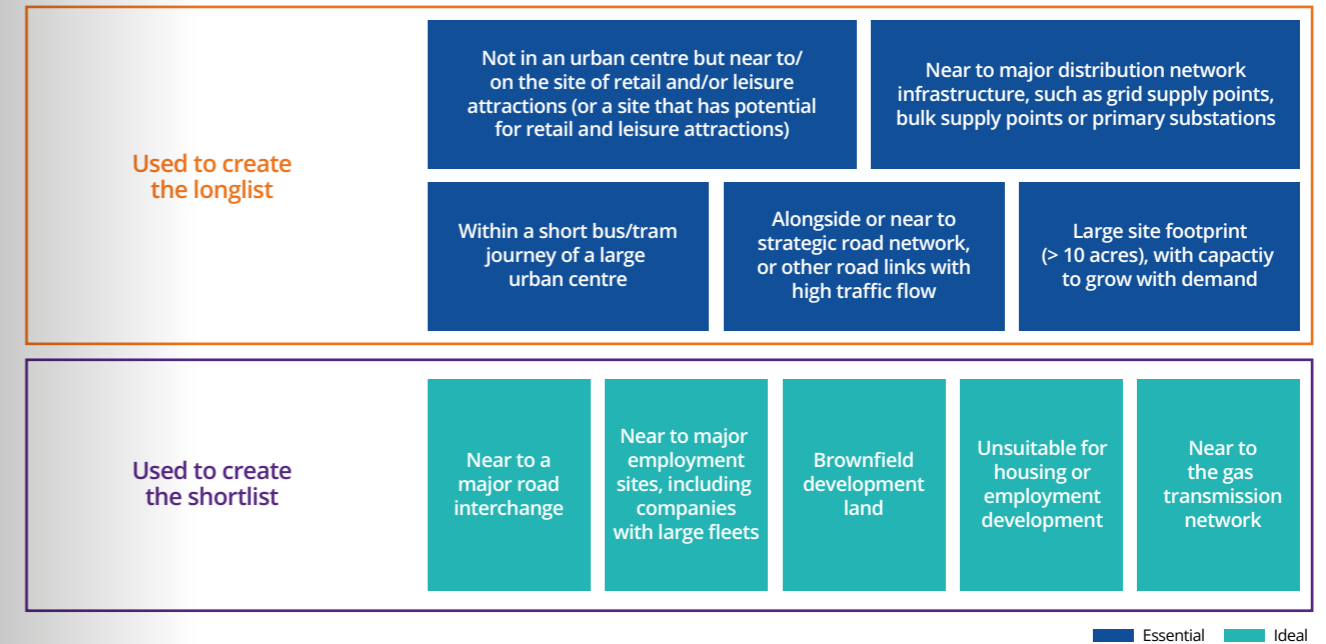 Used to create
the longlist
Not in an urban centre but near to/
on the site of retail and/or leisure
attractions (or a site that has potential
for retail and leisure attractions)
Near to major distribution network
infrastructure, such as grid supply points,
bulk supply points or primary substations
Within a short bus/tram
journey of a large
urban centre
Alongside or near to
strategic road network,
or other road links with
high traffic flow
Large site footprint
(> 10 acres), with capactiy
to grow with demand
Used to create
the shortlist
Near to a
major road
interchange
Near to major
employment
sites, including
companies
with large fleets
Brownfield
development
land
Unsuitable for
housing or
employment
development
Near to
the gas
transmission
network
Essential
Ideal